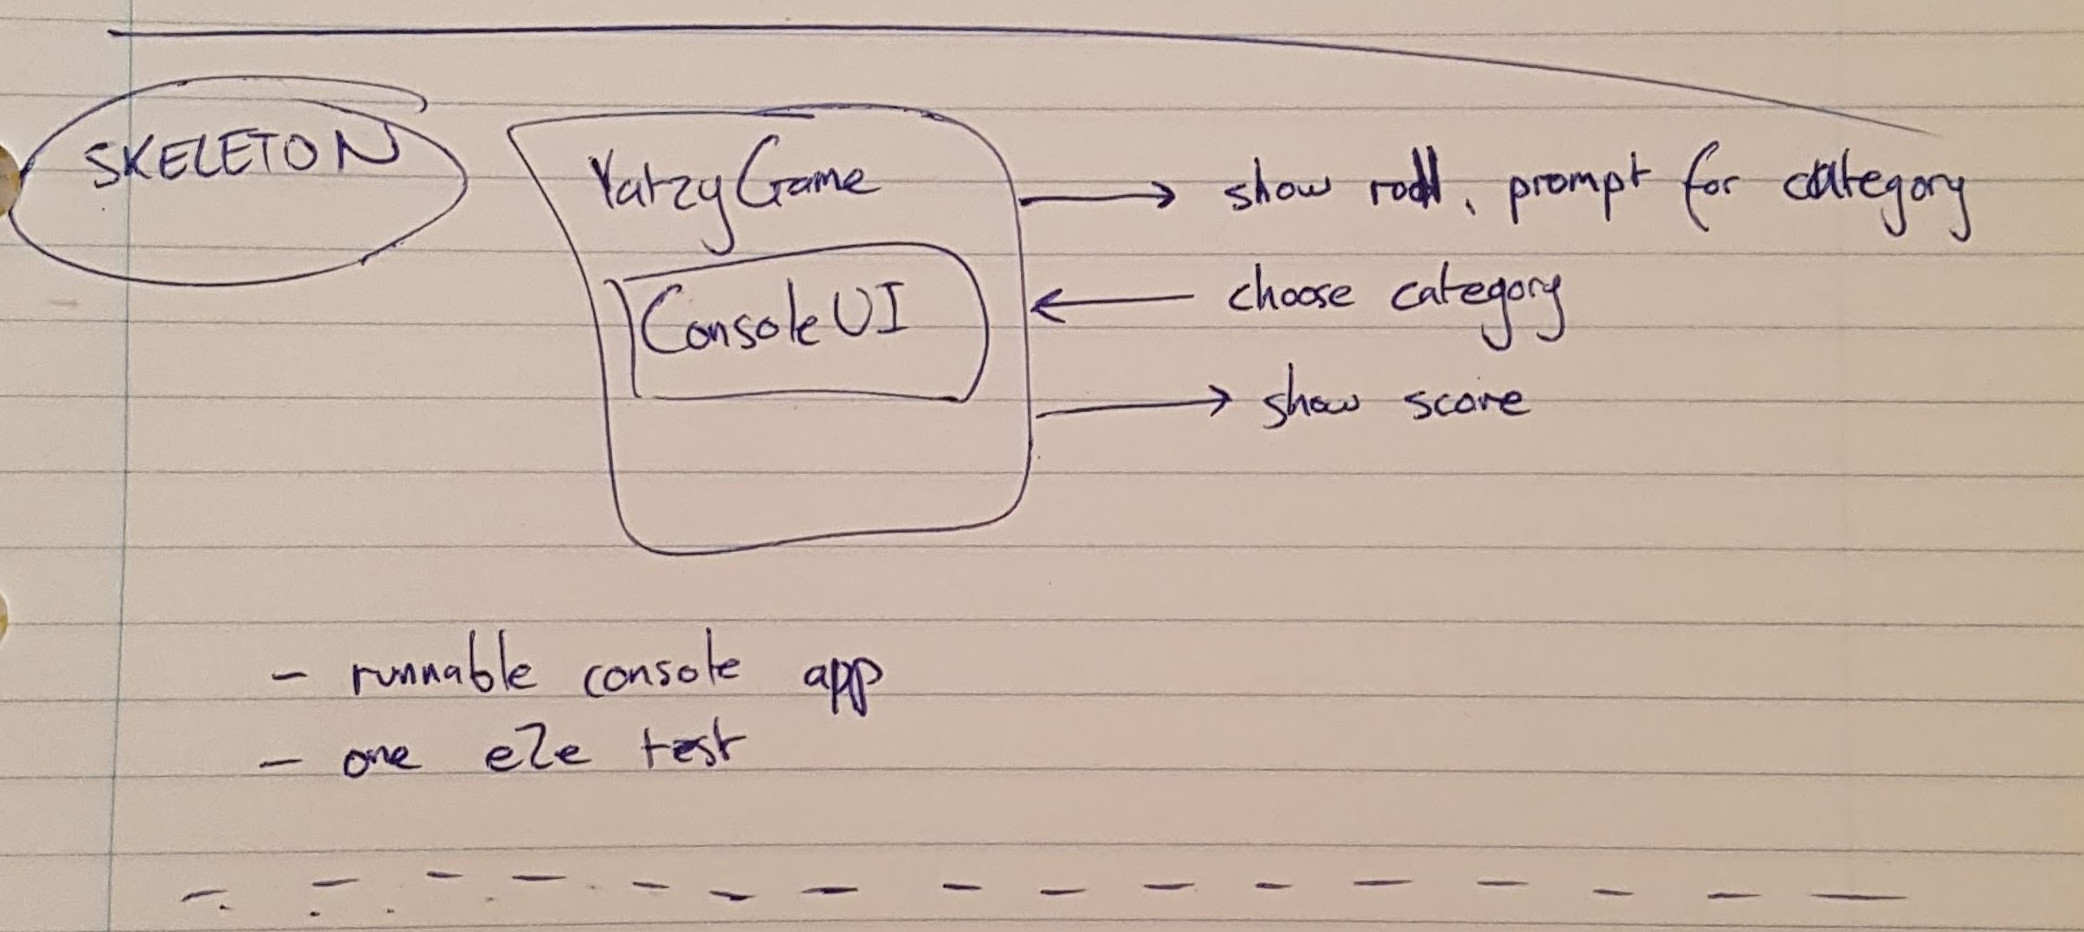 SKELETON
YatzyGame
ConsoleUI
show roll, prompt for category
choose category
show score
- runnable console app
- one e2e test